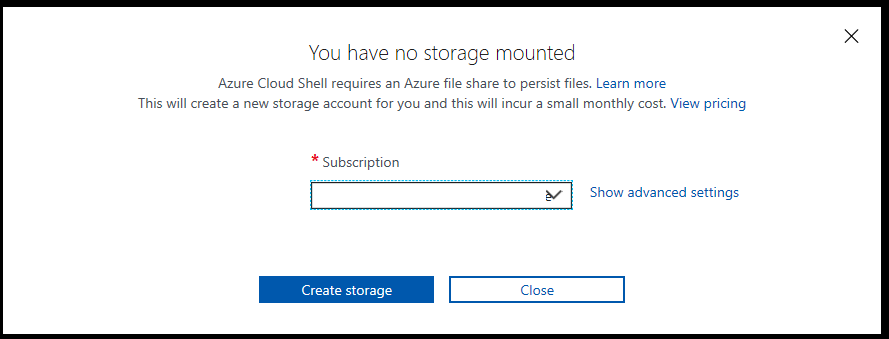 You have no storage mounted
Azure Cloud Shell requires an Azure file share to persist files. Learn more
This will create a new storage account for you and this will incur a small monthly cost. View pricing
* Subscription
Show advanced settings
Create storage
Close